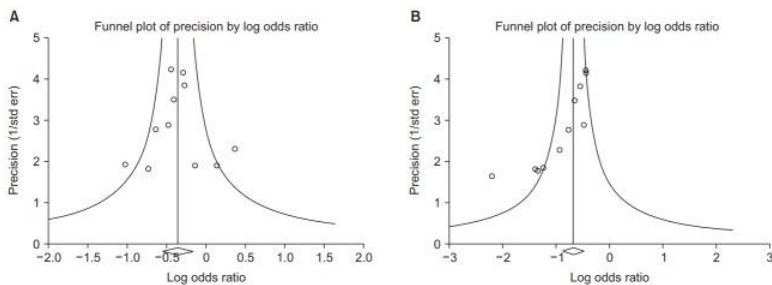 A
Funnel plot of precision by log odds ratio
5
4
3
2
1
0
Precision (1/std err)
−2.0 −1.5 −1.0 −0.5 0 0.5 1.0 1.5 2.0
Log odds ratio
B
Funnel plot of precision by log odds ratio
5
4
3
2
1
0
Precision (1/std err)
−3 −2 −1 0 1 2 3
Log odds ratio